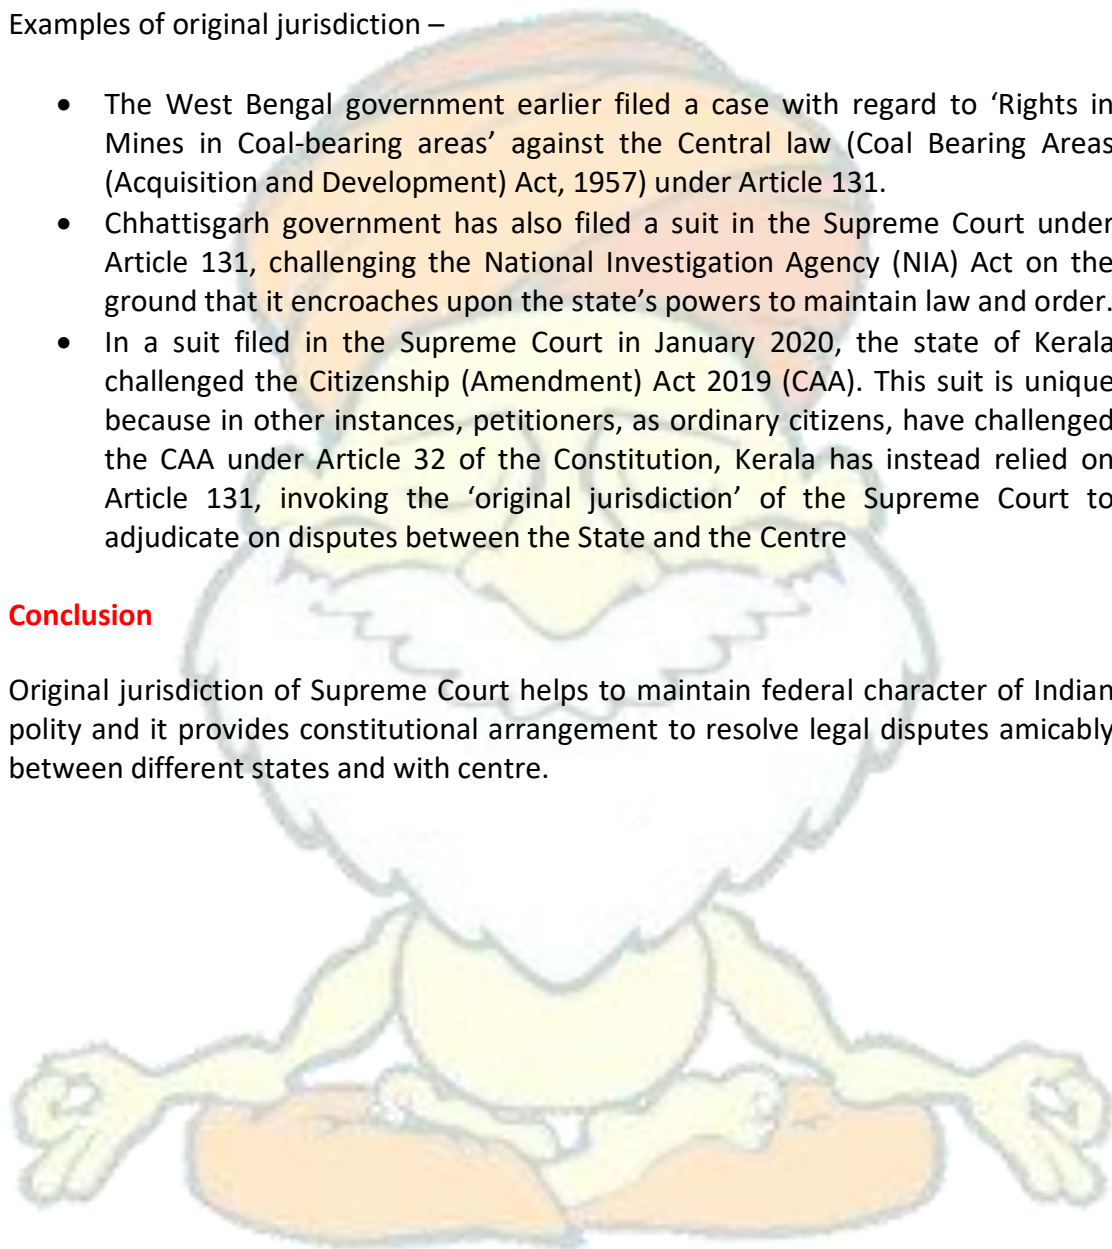 Examples of original jurisdiction –
• The West Bengal government earlier filed a case with regard to ‘Rights in
Mines in Coal-bearing areas’ against the Central law (Coal Bearing Areas
(Acquisition and Development) Act, 1957) under Article 131.
• Chhattisgarh government has also filed a suit in the Supreme Court under
Article 131, challenging the National Investigation Agency (NIA) Act on the
ground that it encroaches upon the state’s powers to maintain law and order.
• In a suit filed in the Supreme Court in January 2020, the state of Kerala
challenged the Citizenship (Amendment) Act 2019 (CAA). This suit is unique
because in other instances, petitioners, as ordinary citizens, have challenged
the CAA under Article 32 of the Constitution, Kerala has instead relied on
Article 131, invoking the ‘original jurisdiction’ of the Supreme Court to
adjudicate on disputes between the State and the Centre
Conclusion
Original jurisdiction of Supreme Court helps to maintain federal character of Indian
polity and it provides constitutional arrangement to resolve legal disputes amicably
between different states and with centre.